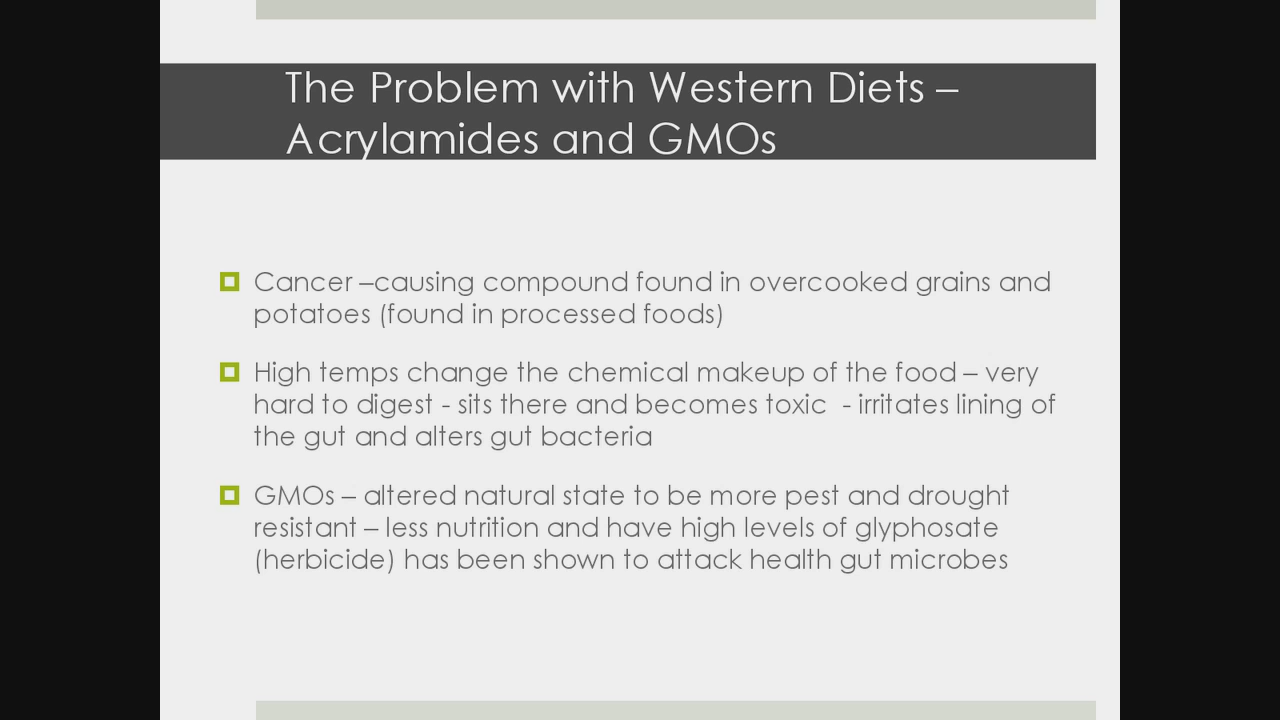 The Problem with Western Diets –
Acrylamides and GMOs
Cancer –causing compound found in overcooked grains and
potatoes (found in processed foods)
High temps change the chemical makeup of the food – very
hard to digest - sits there and becomes toxic  - irritates lining of
the gut and alters gut bacteria
GMOs – altered natural state to be more pest and drought
resistant – less nutrition and have high levels of glyphosate
(herbicide) has been shown to attack health gut microbes